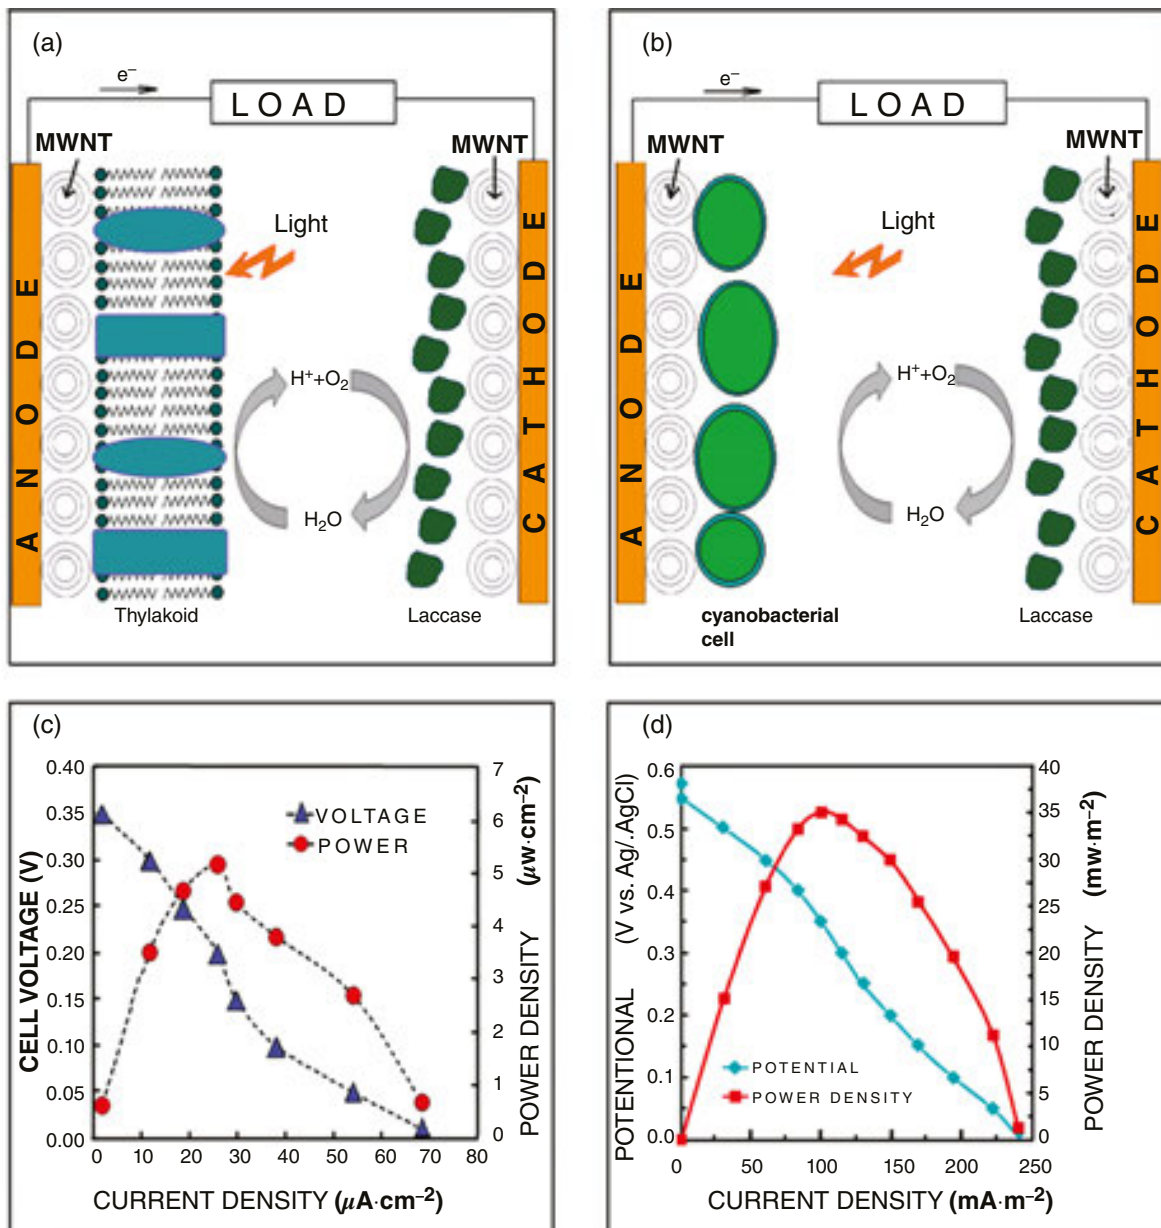 (a)
e⁻
LOAD
MWNT
MWNT
Light
ANODE
CATHODE
H⁺+O₂
H₂O
Thylakoid
Laccase
(b)
e⁻
LOAD
MWNT
MWNT
Light
ANODE
CATHODE
H⁺+O₂
H₂O
cyanobacterial
cell
Laccase
(c)
0.40
0.35
0.30
0.25
0.20
0.15
0.10
0.05
0.00
CELL VOLTAGE (V)
VOLTAGE
POWER
7
6
5
4
3
2
1
0
POWER DENSITY (μw·cm⁻²)
0 10 20 30 40 50 60 70 80
CURRENT DENSITY (μA·cm⁻²)
(d)
0.6
0.5
0.4
0.3
0.2
0.1
0.0
POTENTIONAL (V vs. Ag/.AgCl)
POTENTIAL
POWER DENSITY
40
35
30
25
20
15
10
5
0
POWER DENSITY (mw·m⁻²)
0 50 100 150 200 250
CURRENT DENSITY (mA·m⁻²)